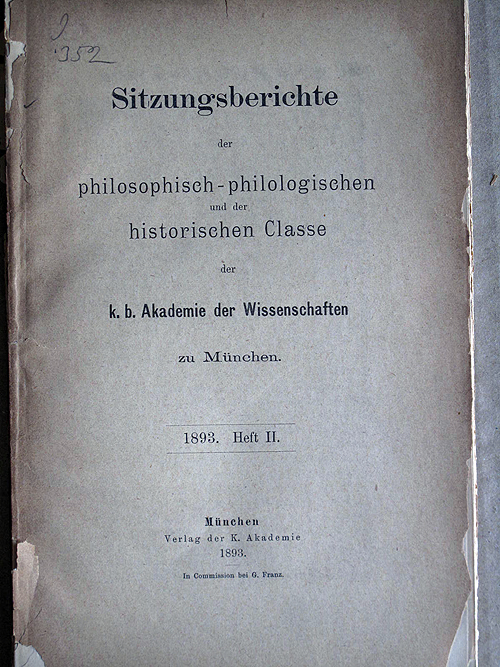 352
Sitzungsberichte
der
philosophisch-philologischen
und der
historischen Classe
der
k. b. Akademie der Wissenschaften
zu München.
1893. Heft II.
München
Verlag der K. Akademie
1893.
In Commission bei G. Franz.